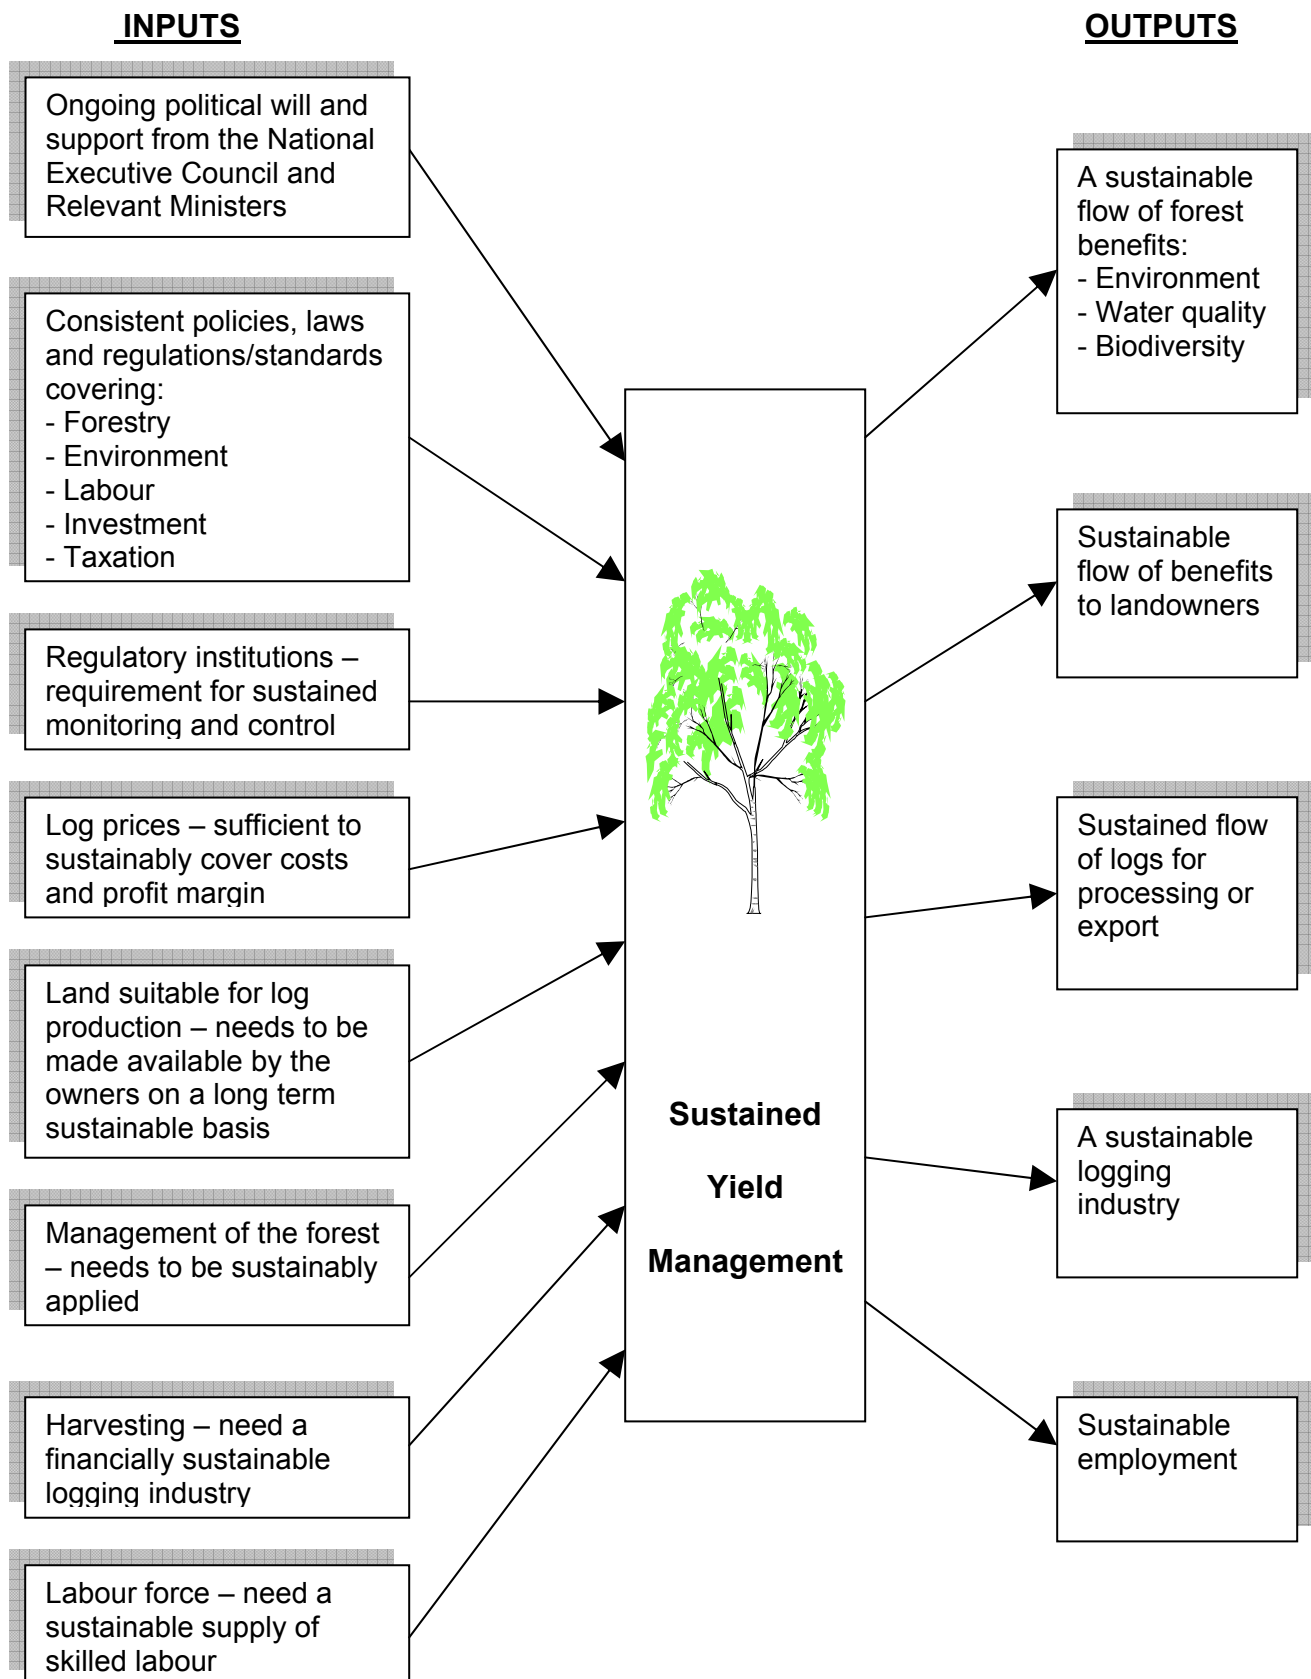 INPUTS
OUTPUTS
Ongoing political will and
support from the National
Executive Council and
Relevant Ministers
Consistent policies, laws
and regulations/standards
covering:
- Forestry
- Environment
- Labour
- Investment
- Taxation
Regulatory institutions –
requirement for sustained
monitoring and control
Log prices – sufficient to
sustainably cover costs
and profit margin
Land suitable for log
production – needs to be
made available by the
owners on a long term
sustainable basis
Management of the forest
– needs to be sustainably
applied
Harvesting – need a
financially sustainable
logging industry
Labour force – need a
sustainable supply of
skilled labour
Sustained
Yield
Management
A sustainable
flow of forest
benefits:
- Environment
- Water quality
- Biodiversity
Sustainable
flow of benefits
to landowners
Sustained flow
of logs for
processing or
export
A sustainable
logging
industry
Sustainable
employment